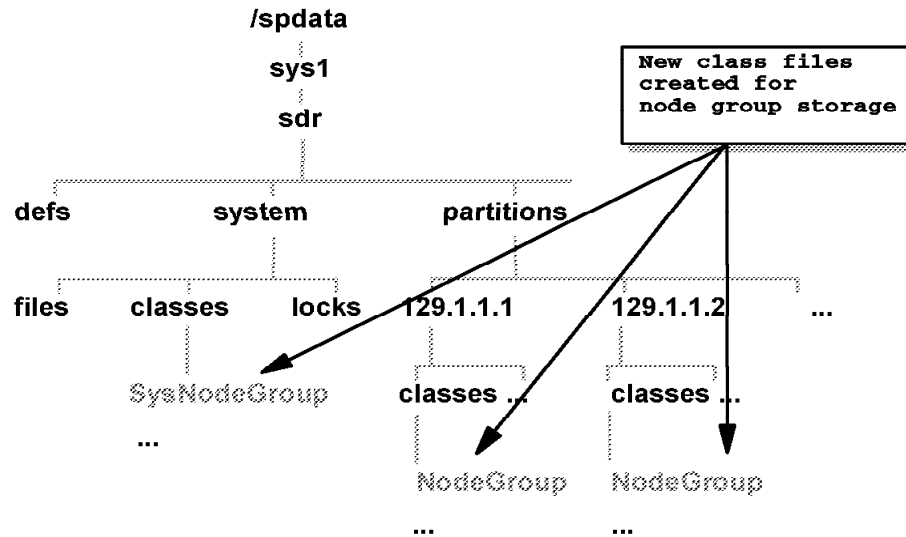 /spdata
sys1
sdr
New class files
created for
node group storage
defs system partitions
files classes locks 129.1.1.1 129.1.1.2 ...
SysNodeGroup classes ... classes ...
...
NodeGroup NodeGroup
... ...